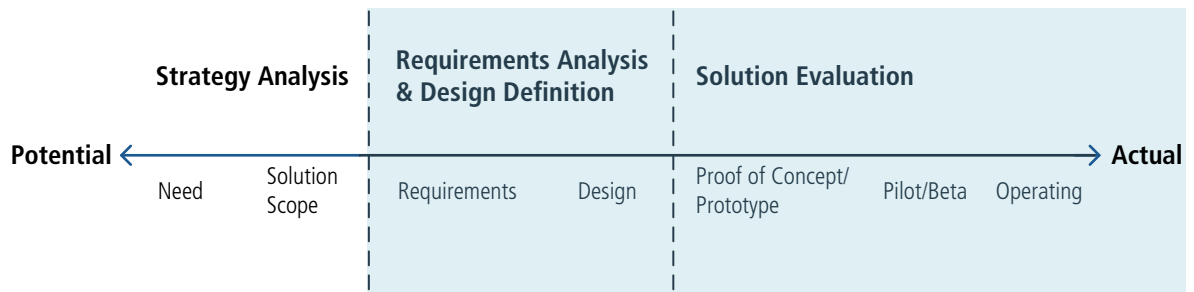 Strategy Analysis
Requirements Analysis
& Design Definition
Solution Evaluation
Potential
Actual
Need
Solution
Scope
Requirements
Design
Proof of Concept/
Prototype
Pilot/Beta
Operating